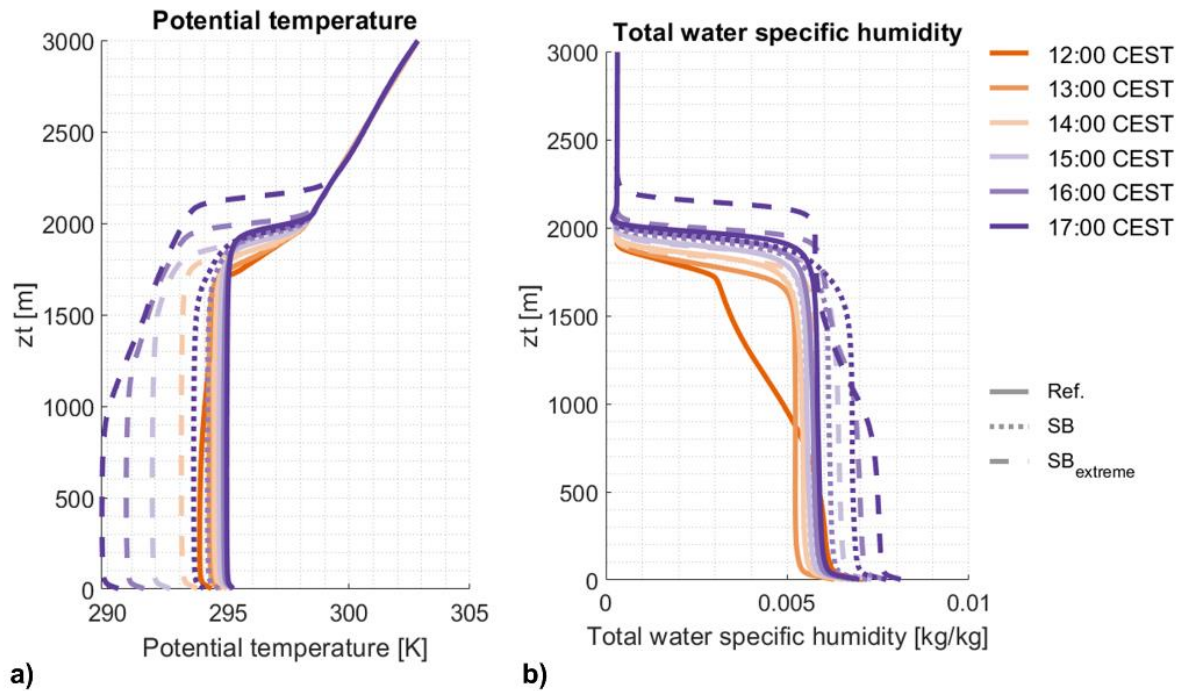 Potential temperature
3000
2500
2000
1500
1000
500
0
zt [m]
290 295 300 305
Potential temperature [K]
a)
Total water specific humidity
3000
2500
2000
1500
1000
500
0
zt [m]
0 0.005 0.01
Total water specific humidity [kg/kg]
b)
12:00 CEST
13:00 CEST
14:00 CEST
15:00 CEST
16:00 CEST
17:00 CEST
Ref.
SB
SBextreme